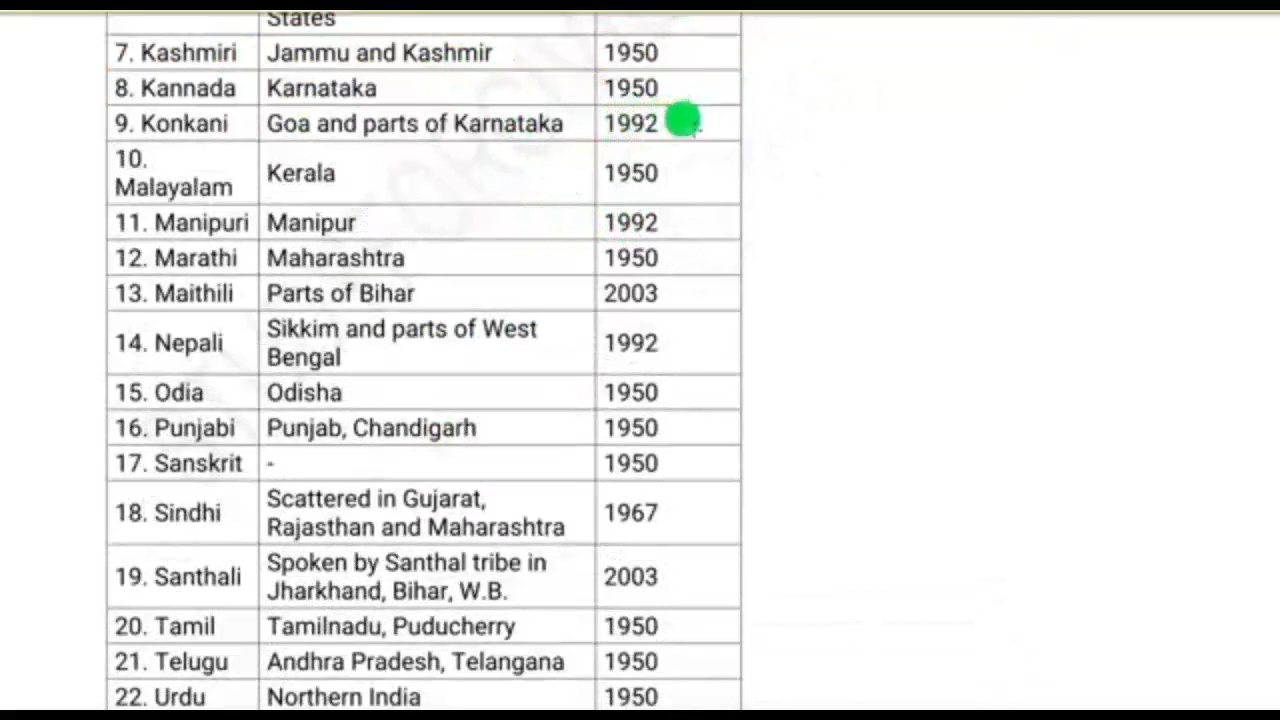 States
7. Kashmiri Jammu and Kashmir 1950
8. Kannada Karnataka 1950
9. Konkani Goa and parts of Karnataka 1992
10.
Malayalam Kerala 1950
11. Manipuri Manipur 1992
12. Marathi Maharashtra 1950
13. Maithili Parts of Bihar 2003
14. Nepali Sikkim and parts of West
Bengal 1992
15. Odia Odisha 1950
16. Punjabi Punjab, Chandigarh 1950
17. Sanskrit - 1950
18. Sindhi Scattered in Gujarat,
Rajasthan and Maharashtra 1967
19. Santhali Spoken by Santhal tribe in
Jharkhand, Bihar, W.B. 2003
20. Tamil Tamilnadu, Puducherry 1950
21. Telugu Andhra Pradesh, Telangana 1950
22. Urdu Northern India 1950